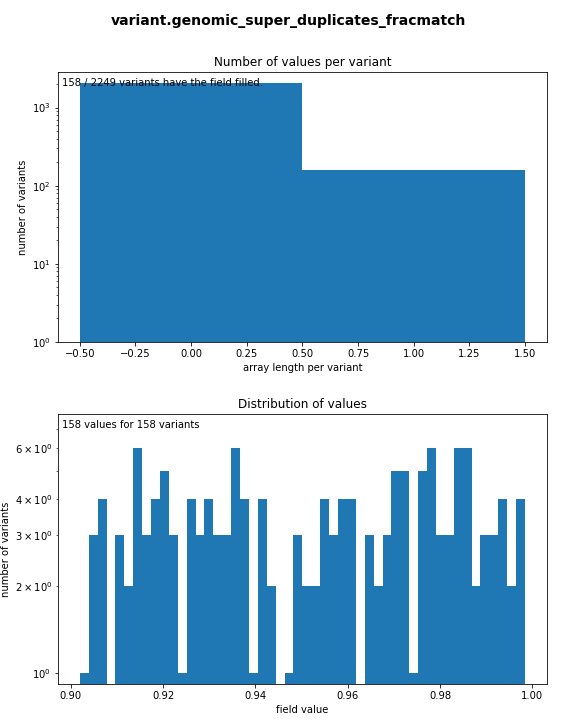 variant.genomic_super_duplicates_fracmatch
Number of values per variant
158 / 2249 variants have the field filled.
number of variants
10³
10²
10¹
10⁰
−0.50 −0.25 0.00 0.25 0.50 0.75 1.00 1.25 1.50
array length per variant
Distribution of values
158 values for 158 variants
number of variants
6 × 10⁰
4 × 10⁰
3 × 10⁰
2 × 10⁰
10⁰
0.90 0.92 0.94 0.96 0.98 1.00
field value